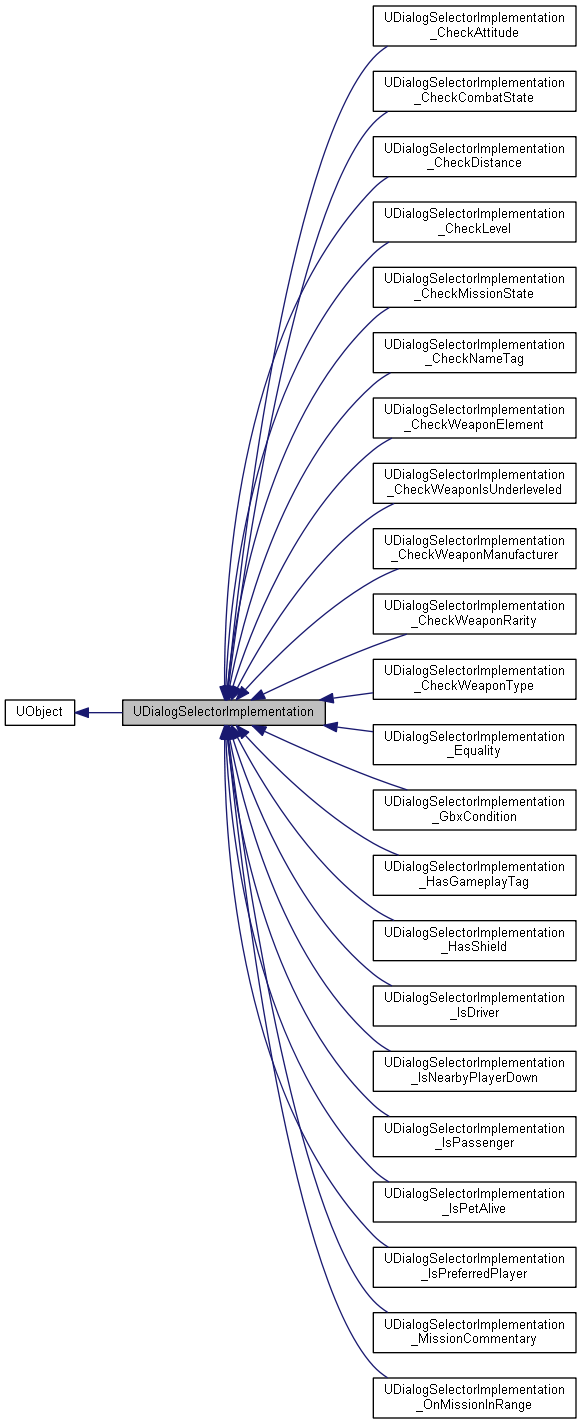 UDialogSelectorImplementation
_CheckAttitude
UDialogSelectorImplementation
_CheckCombatState
UDialogSelectorImplementation
_CheckDistance
UDialogSelectorImplementation
_CheckLevel
UDialogSelectorImplementation
_CheckMissionState
UDialogSelectorImplementation
_CheckNameTag
UDialogSelectorImplementation
_CheckWeaponElement
UDialogSelectorImplementation
_CheckWeaponIsUnderleveled
UDialogSelectorImplementation
_CheckWeaponManufacturer
UDialogSelectorImplementation
_CheckWeaponRarity
UDialogSelectorImplementation
_CheckWeaponType
UObject
UDialogSelectorImplementation
UDialogSelectorImplementation
_Equality
UDialogSelectorImplementation
_GbxCondition
UDialogSelectorImplementation
_HasGameplayTag
UDialogSelectorImplementation
_HasShield
UDialogSelectorImplementation
_IsDriver
UDialogSelectorImplementation
_IsNearbyPlayerDown
UDialogSelectorImplementation
_IsPassenger
UDialogSelectorImplementation
_IsPetAlive
UDialogSelectorImplementation
_IsPreferredPlayer
UDialogSelectorImplementation
_MissionCommentary
UDialogSelectorImplementation
_OnMissionInRange